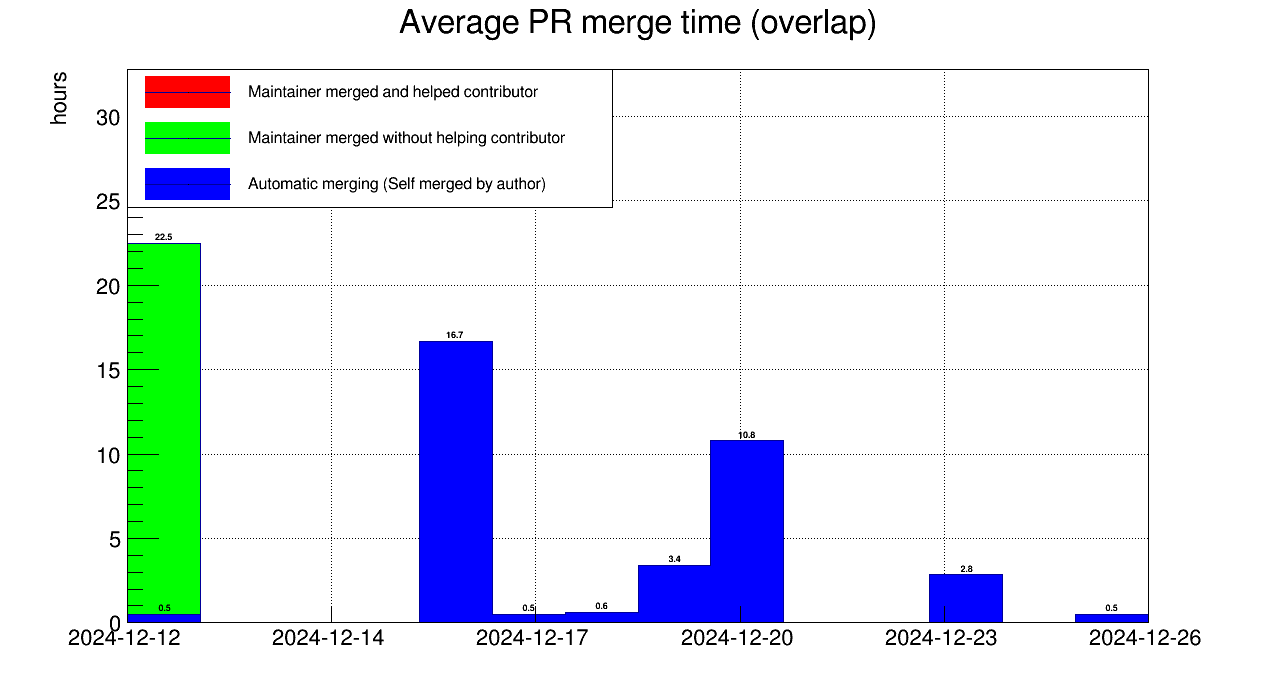 Average PR merge time (overlap)
hours
Maintainer merged and helped contributor
Maintainer merged without helping contributor
Automatic merging (Self merged by author)
30
25
20
15
10
5
0
22.5
0.5
16.7
0.5
0.6
3.4
10.8
2.8
0.5
2024-12-12 2024-12-14 2024-12-17 2024-12-20 2024-12-23 2024-12-26